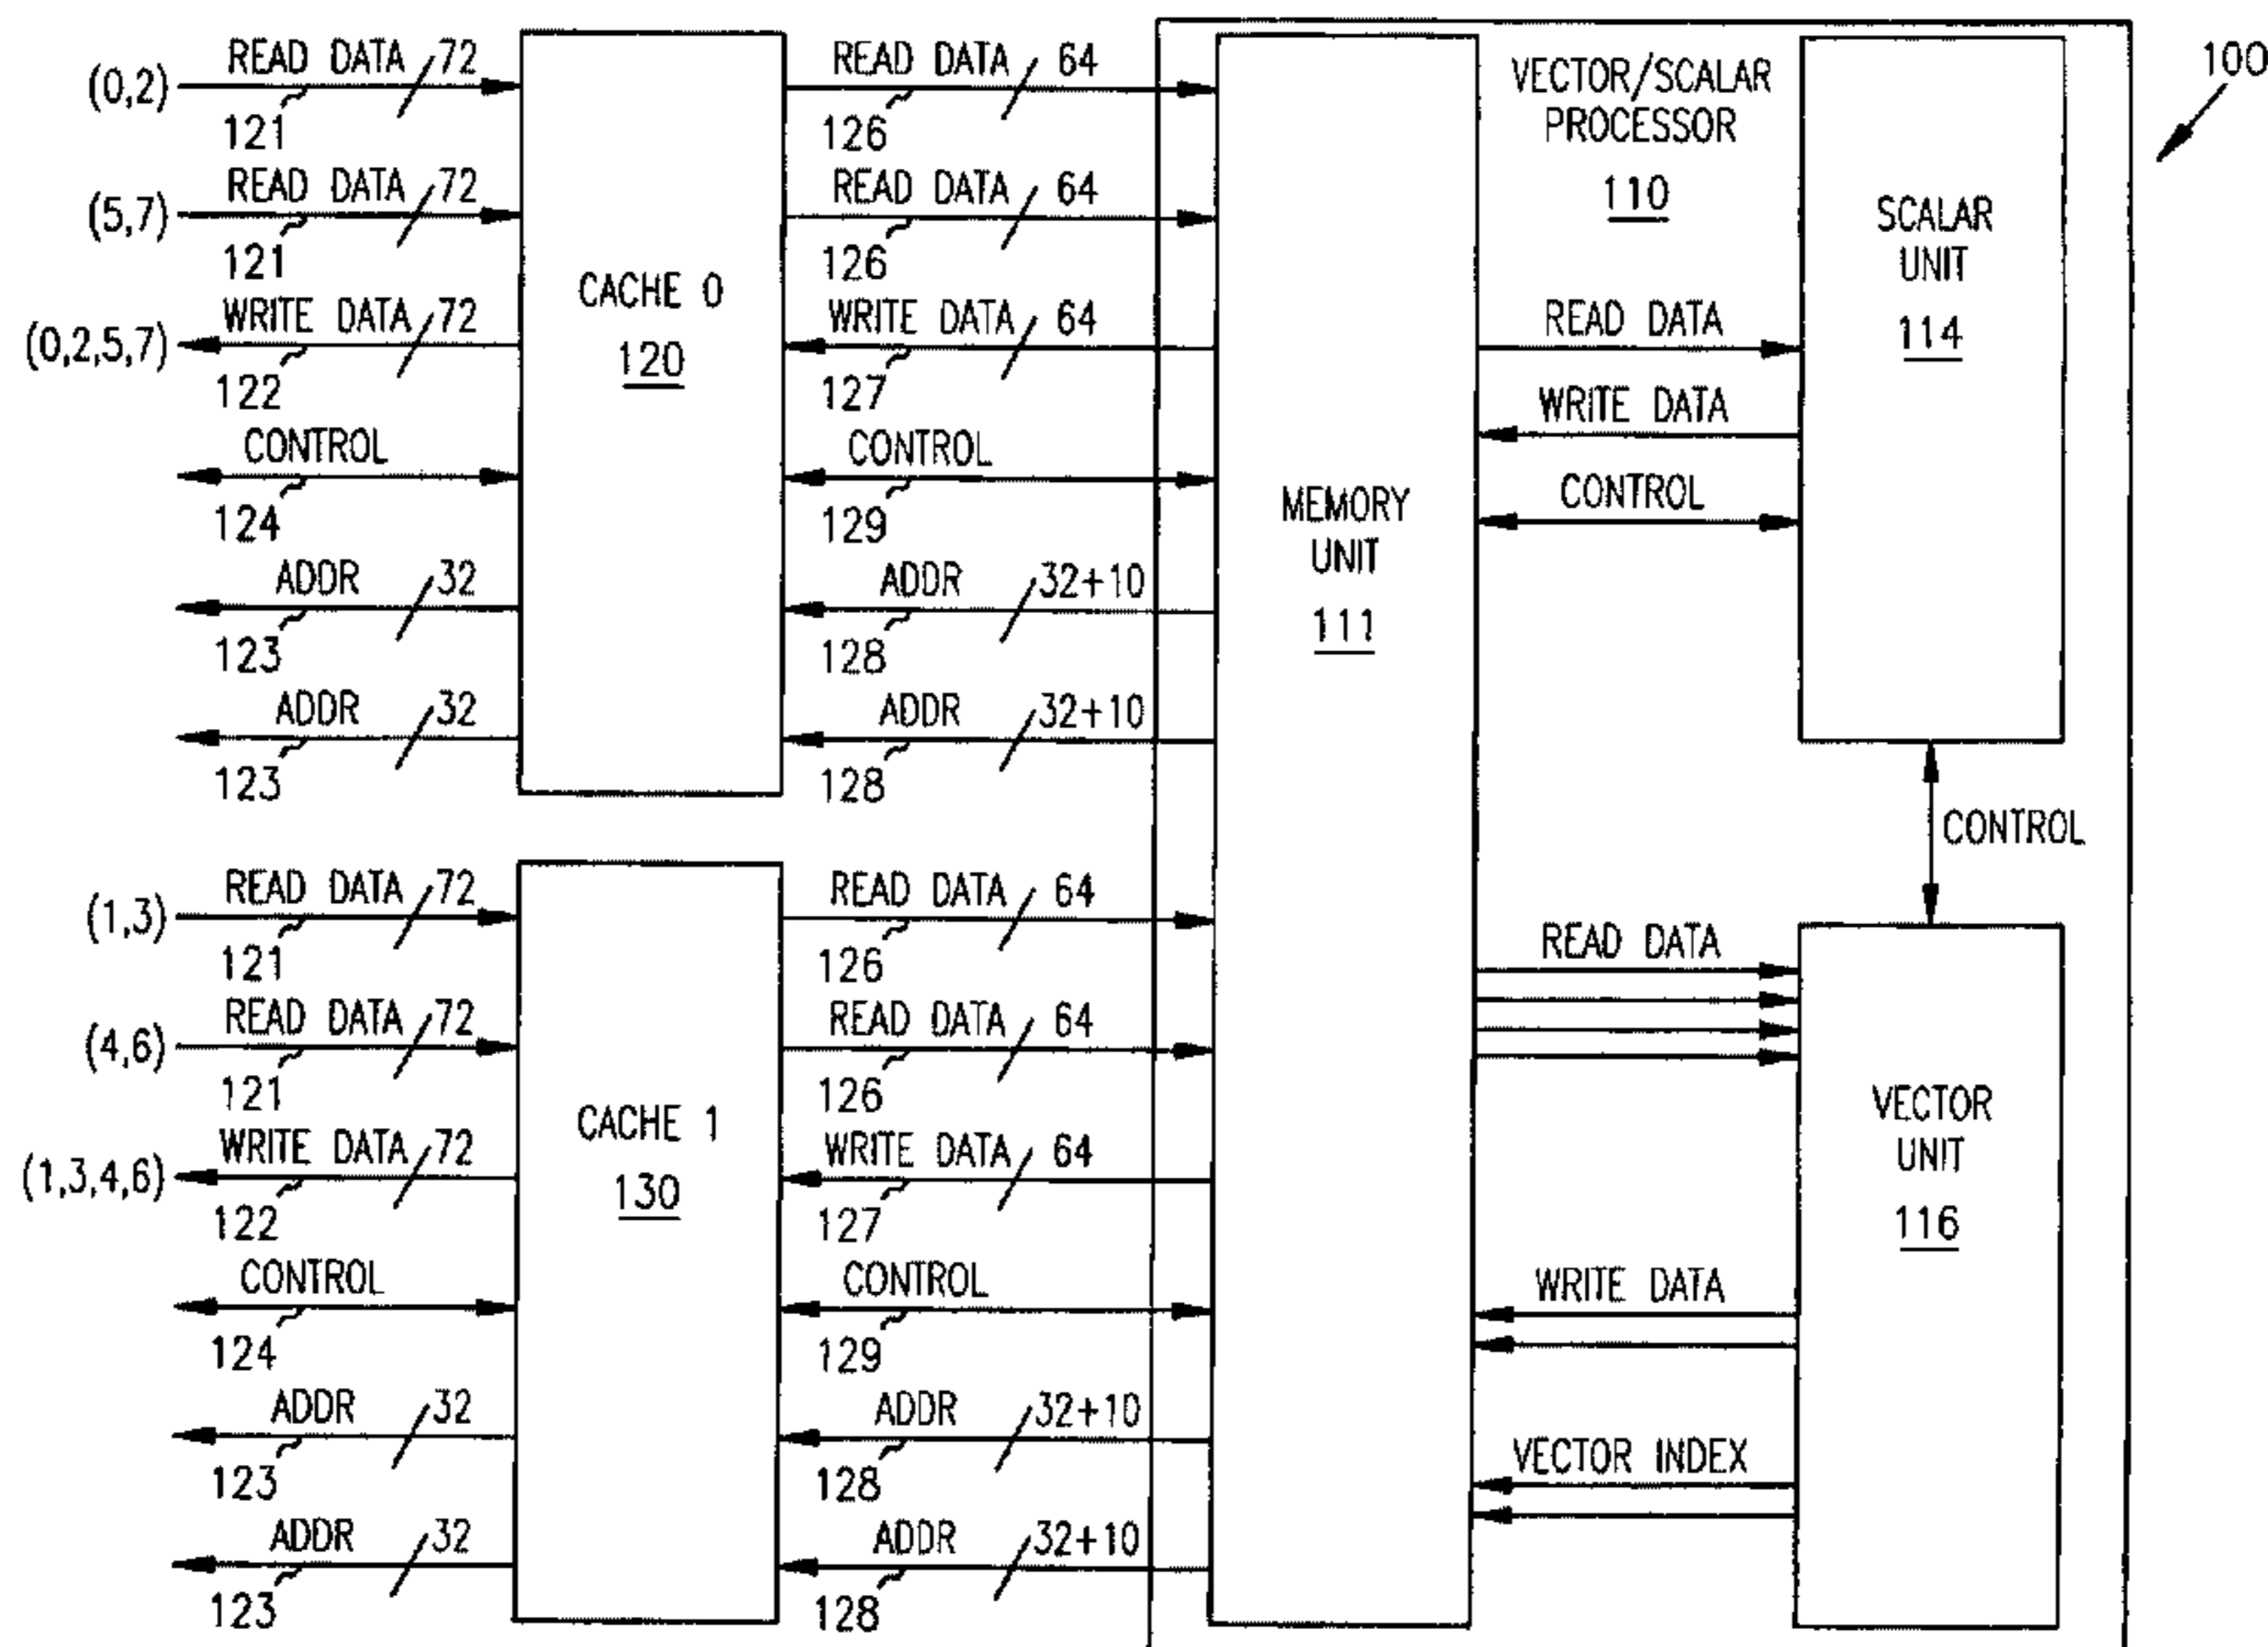 100
(0,2)
READ DATA
72
121
(5,7)
READ DATA
72
121
(0,2,5,7)
WRITE DATA
72
122
CONTROL
124
ADDR
32
123
ADDR
32
123
CACHE 0
120
READ DATA
64
126
READ DATA
64
126
WRITE DATA
64
127
CONTROL
129
ADDR
32+10
128
ADDR
32+10
128
(1,3)
READ DATA
72
121
(4,6)
READ DATA
72
121
(1,3,4,6)
WRITE DATA
72
122
CONTROL
124
ADDR
32
123
ADDR
32
123
CACHE 1
130
READ DATA
64
126
READ DATA
64
126
WRITE DATA
64
127
CONTROL
129
ADDR
32+10
128
ADDR
32+10
128
MEMORY
UNIT
111
VECTOR/SCALAR
PROCESSOR
110
READ DATA
WRITE DATA
CONTROL
SCALAR
UNIT
114
CONTROL
READ DATA
WRITE DATA
VECTOR INDEX
VECTOR
UNIT
116